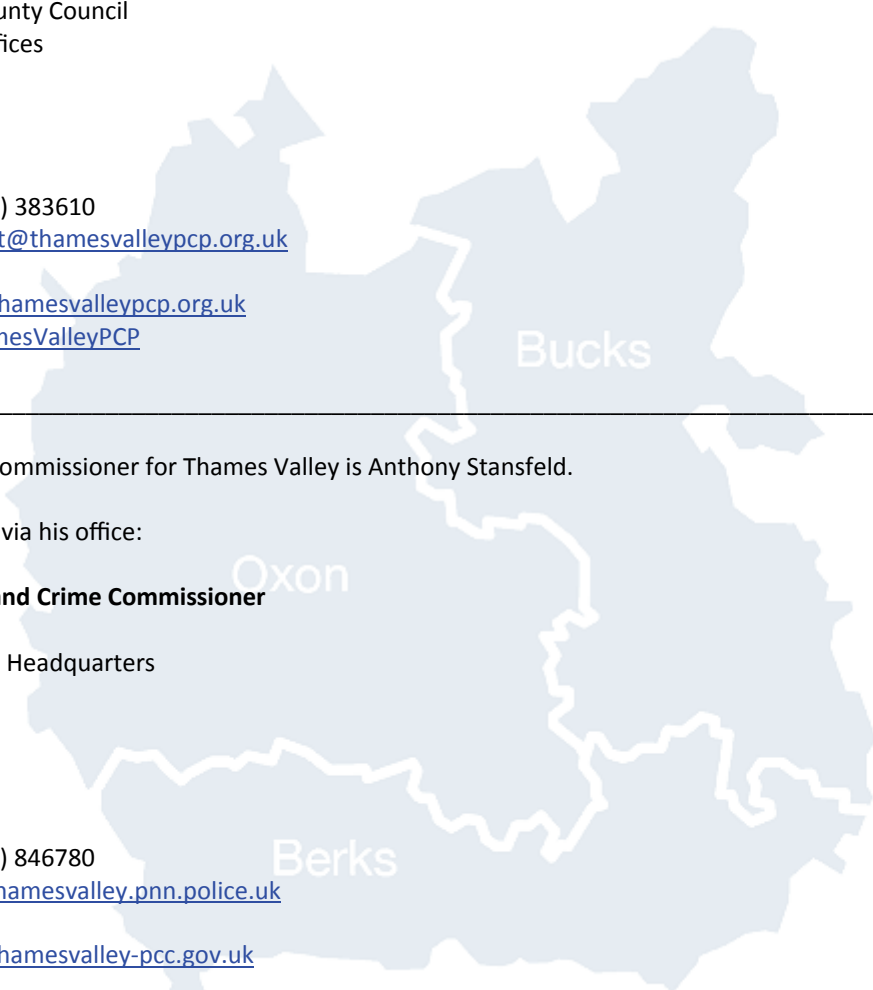 unty Council
fices
) 383610
t@thamesvalleypcp.org.uk
hamesvalleypcp.org.uk
nesValleyPCP
Bucks
ommissioner for Thames Valley is Anthony Stansfeld.
via his office:
Oxon
and Crime Commissioner
Headquarters
) 846780
Berks
hamesvalley.pnn.police.uk
hamesvalley-pcc.gov.uk